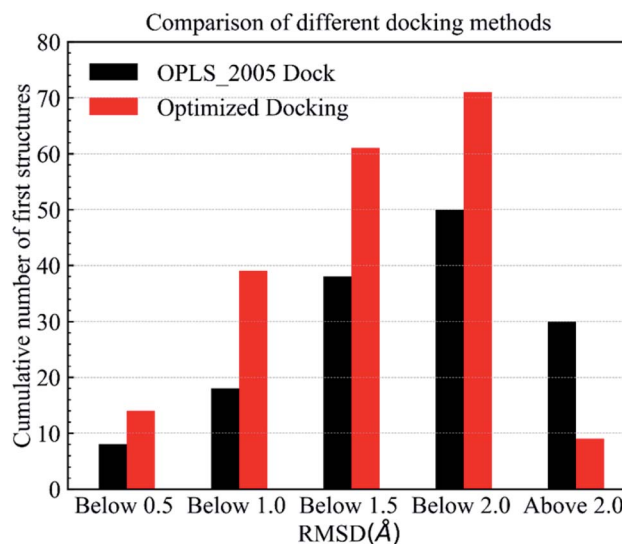 Comparison of different docking methods
80
70
60
50
40
30
20
10
0
Cumulative number of first structures
OPLS_2005 Dock
Optimized Docking
Below 0.5 Below 1.0 Below 1.5 Below 2.0 Above 2.0
RMSD(Å)